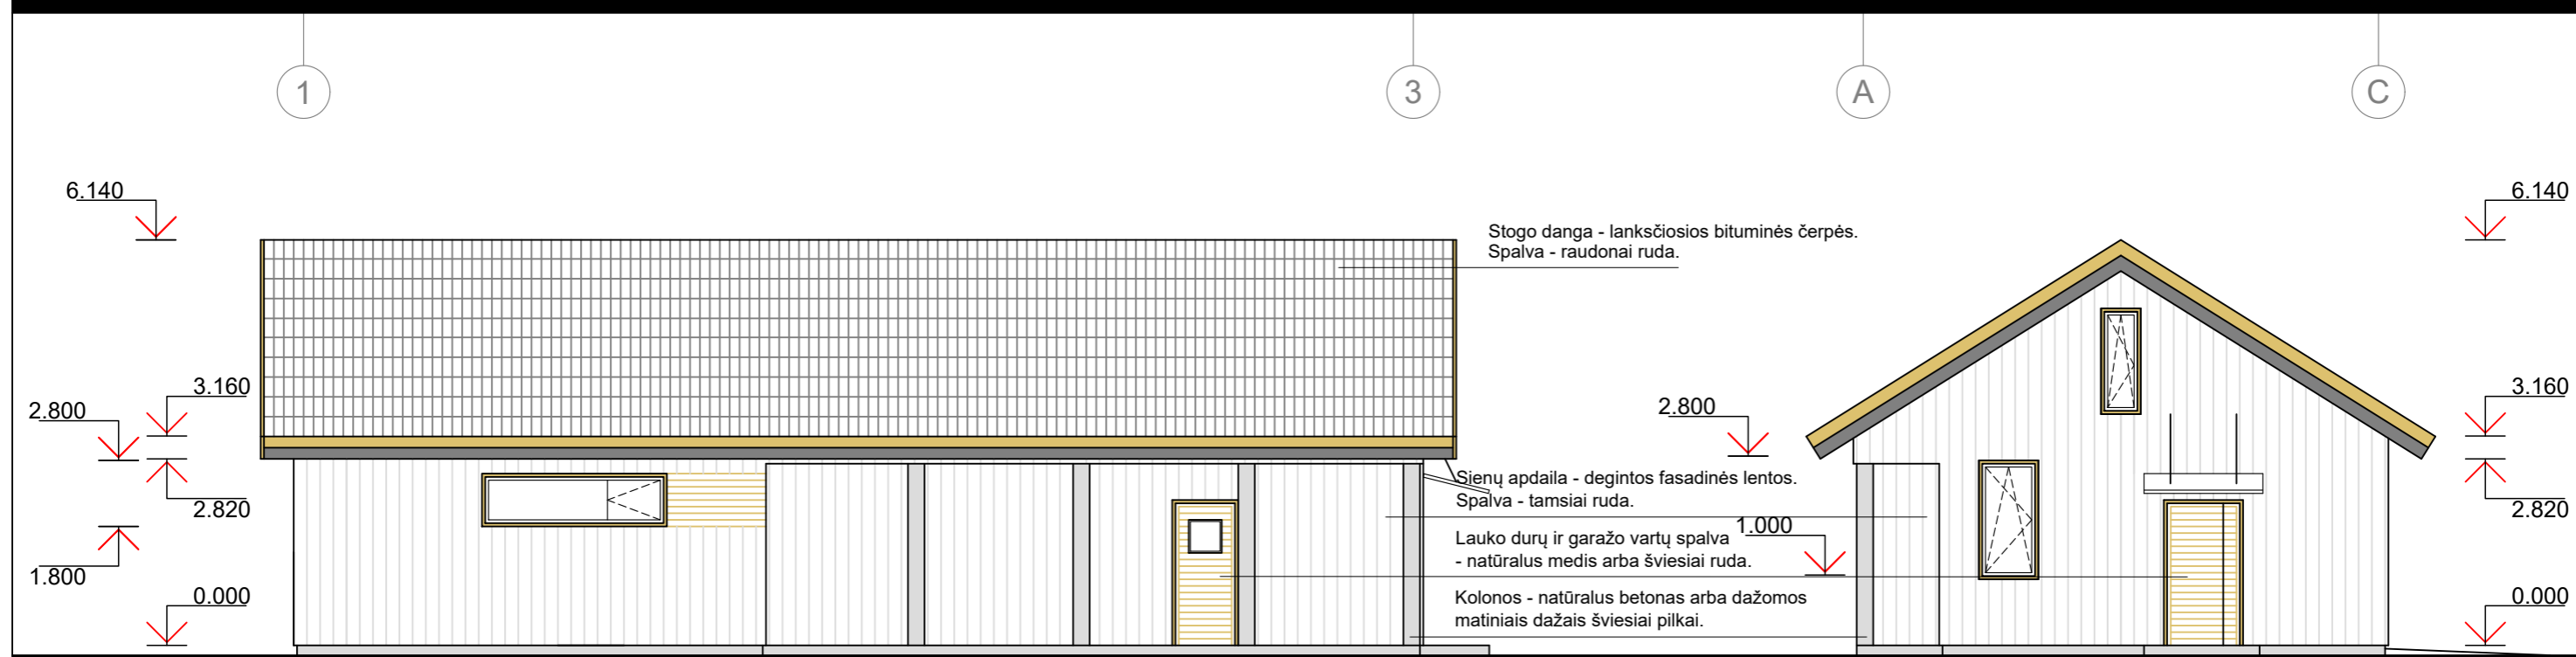 1
3
A
C
6.140
6.140
Stogo danga - lanksčiosios bituminės čerpės.
Spalva - raudonai ruda.
3.160
3.160
2.800
2.800
Sienų apdaila - degintos fasadinės lentos.
Spalva - tamsiai ruda.
2.820
2.820
1.000
Lauko durų ir garažo vartų spalva
- natūralus medis arba šviesiai ruda.
1.800
0.000
0.000
Kolonos - natūralus betonas arba dažomos
matiniais dažais šviesiai pilkai.